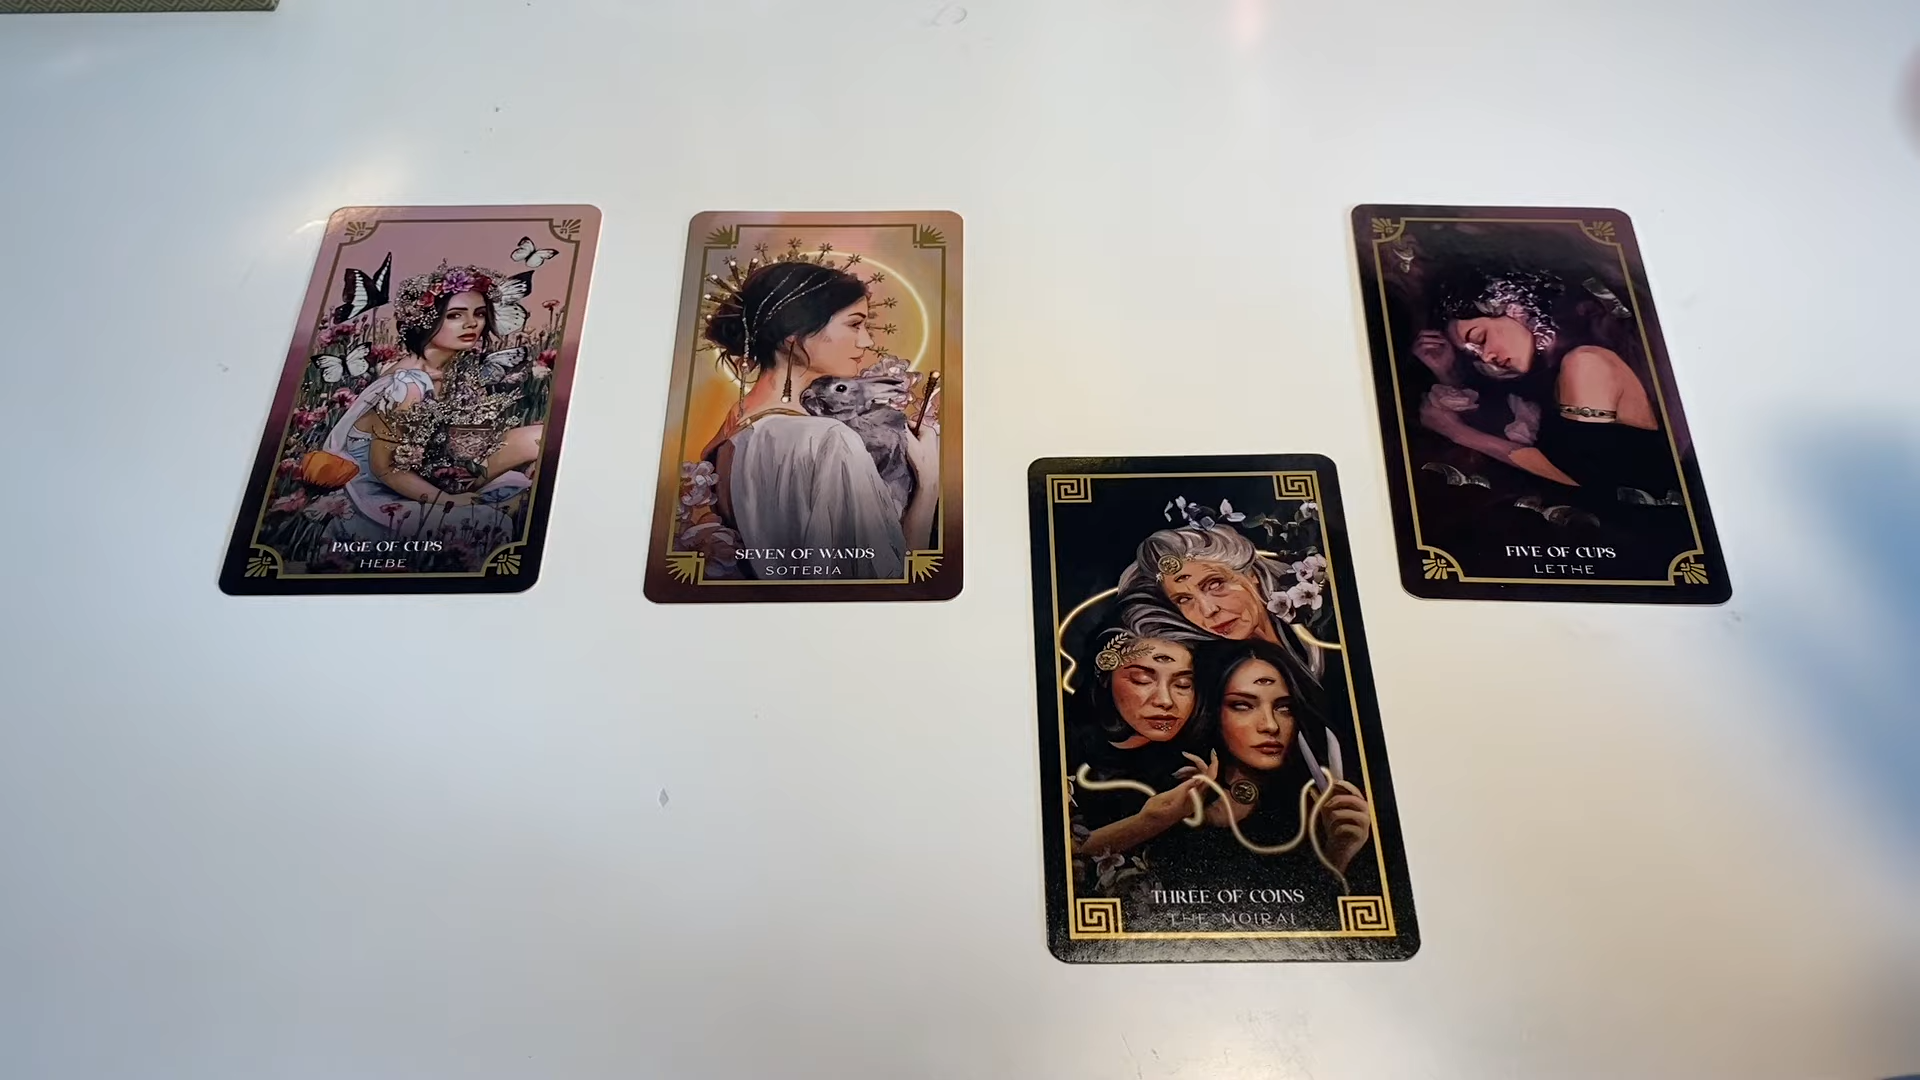 PAGE OF CUPS
HEBE
SEVEN OF WANDS
SOTERIA
FIVE OF CUPS
LETHE
THREE OF COINS
THE MOIRAI